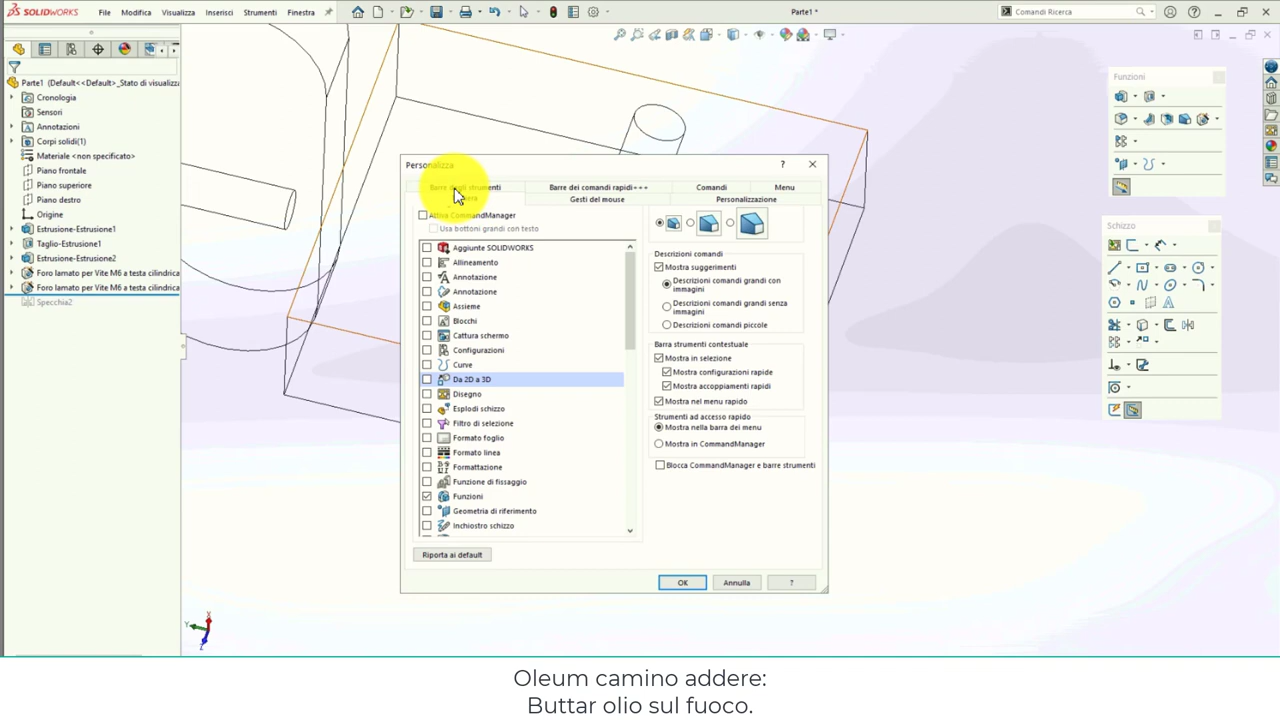 SOLIDWORKS File Modifica Visualizza Inserisci Strumenti Finestra Parte1 * Comandi Ricerca
Parte1 (Default<<Default>_Stato di visualizza
Cronologia
Sensori
Annotazioni
Corpi solidi(1)
Materiale <non specificato>
Piano frontale
Piano superiore
Piano destro
Origine
Estrusione-Estrusione1
Taglio-Estrusione1
Estrusione-Estrusione2
Foro lamato per Vite M6 a testa cilindrica
Foro lamato per Vite M6 a testa cilindrica
Specchia2
Personalizza
Barre degli strumenti Barre dei comandi rapidi+++ Comandi Menu
Gesti del mouse Personalizzazione
Attiva CommandManager
Usa bottoni grandi con testo
Aggiunte SOLIDWORKS
Allineamento
Annotazione
Annotazione
Assieme
Blocchi
Cattura schermo
Configurazioni
Curve
Da 2D a 3D
Disegno
Esplodi schizzo
Filtro di selezione
Formato foglio
Formato linea
Formattazione
Funzione di fissaggio
Funzioni
Geometria di riferimento
Inchiostro schizzo
Riporta ai default
Descrizioni comandi
Mostra suggerimenti
Descrizioni comandi grandi con
immagini
Descrizioni comandi grandi senza
immagini
Descrizioni comandi piccole
Barra strumenti contestuale
Mostra in selezione
Mostra configurazioni rapide
Mostra accoppiamenti rapidi
Mostra nel menu rapido
Strumenti ad accesso rapido
Mostra nella barra dei menu
Mostra in CommandManager
Blocca CommandManager e barre strumenti
OK Annulla ?
Funzioni
Schizzo
Y X Z
Oleum camino addere:
Buttar olio sul fuoco.